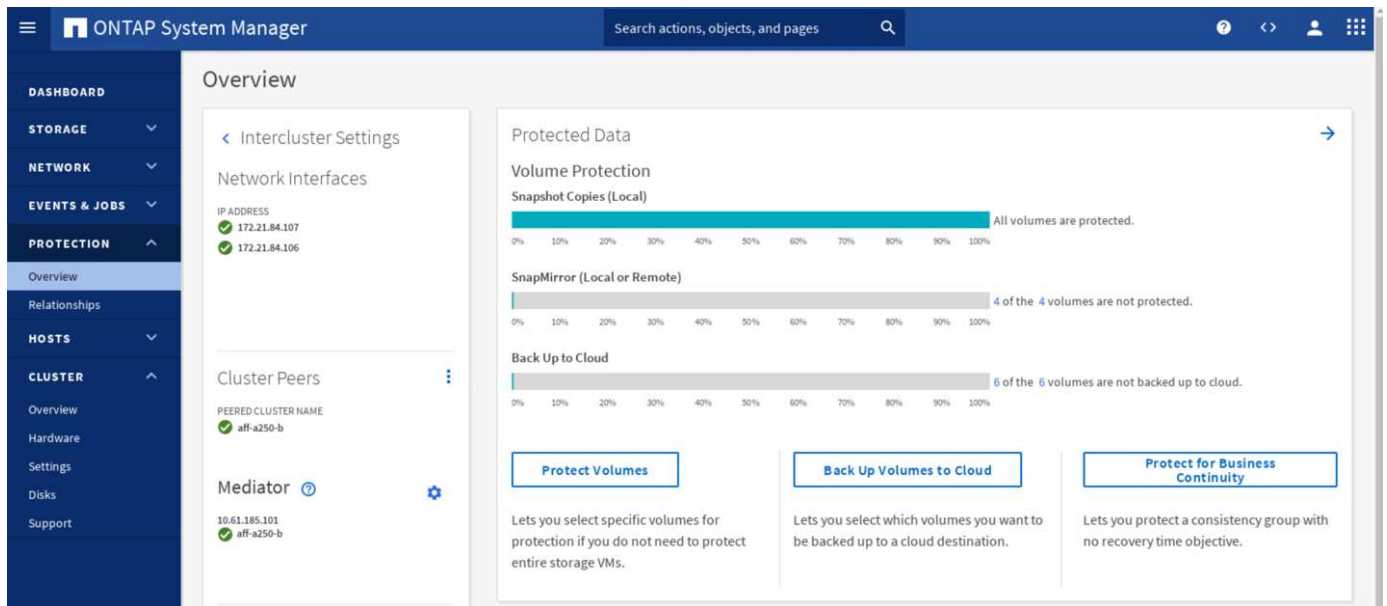 ONTAP System Manager
Search actions, objects, and pages
DASHBOARD
STORAGE
NETWORK
EVENTS & JOBS
PROTECTION
Overview
Relationships
HOSTS
CLUSTER
Overview
Hardware
Settings
Disks
Support
Overview
Intercluster Settings
Network Interfaces
IP ADDRESS
172.21.84.107
172.21.84.106
Cluster Peers
PEERED CLUSTER NAME
aff-a250-b
Mediator
10.61.185.101
aff-a250-b
Protected Data
Volume Protection
Snapshot Copies (Local)
All volumes are protected.
0% 10% 20% 30% 40% 50% 60% 70% 80% 90% 100%
SnapMirror (Local or Remote)
4 of the 4 volumes are not protected.
0% 10% 20% 30% 40% 50% 60% 70% 80% 90% 100%
Back Up to Cloud
6 of the 6 volumes are not backed up to cloud.
0% 10% 20% 30% 40% 50% 60% 70% 80% 90% 100%
Protect Volumes
Lets you select specific volumes for
protection if you do not need to protect
entire storage VMs.
Back Up Volumes to Cloud
Lets you select which volumes you want to
be backed up to a cloud destination.
Protect for Business
Continuity
Lets you protect a consistency group with
no recovery time objective.